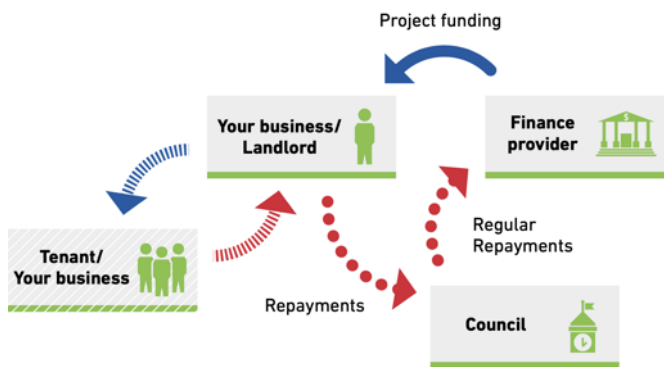 Project funding
Your business/
Landlord
Finance
provider
$
Tenant/
Your business
Regular
Repayments
Repayments
Council